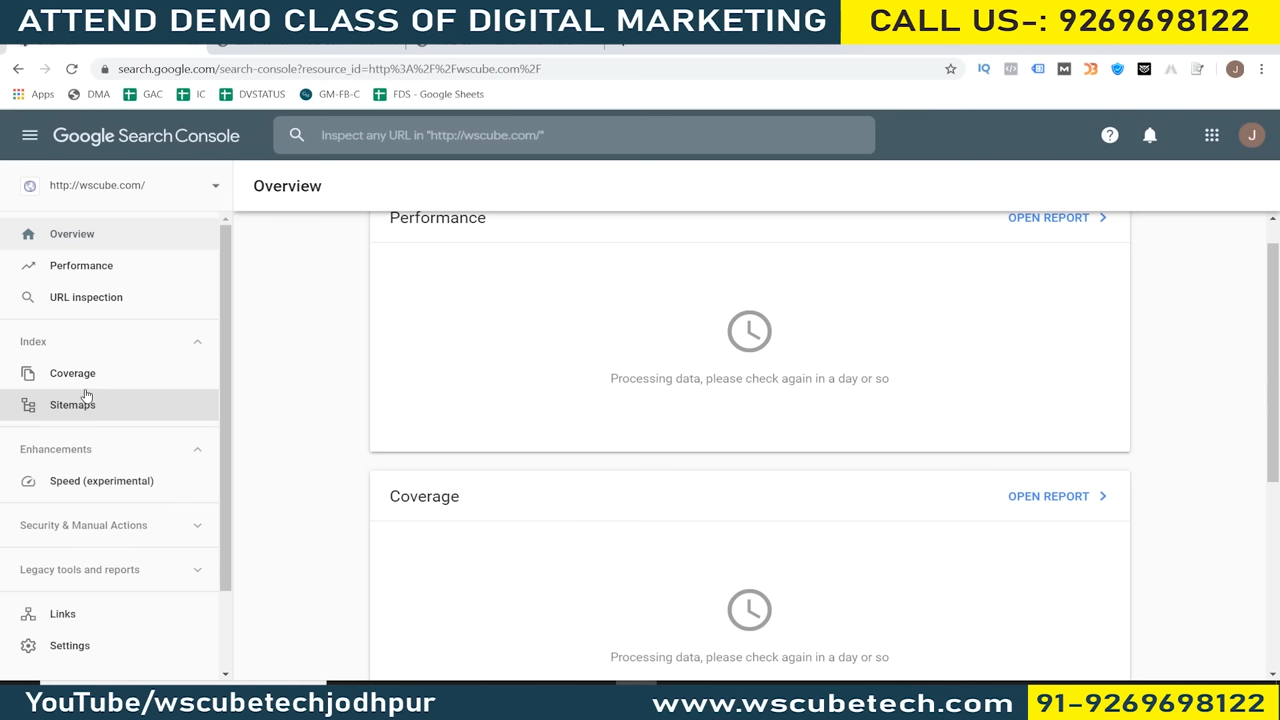 ATTEND DEMO CLASS OF DIGITAL MARKETING
CALL US-: 9269698122
search.google.com/search-console?resource_id=http%3A%2F%2Fwscube.com%2F
Apps
DMA
GAC
IC
DVSTATUS
GM-FB-C
FDS - Google Sheets
Google Search Console
Inspect any URL in "http://wscube.com/"
J
http://wscube.com/
Overview
Overview
Performance
URL inspection
Index
Coverage
Sitemaps
Enhancements
Speed (experimental)
Security & Manual Actions
Legacy tools and reports
Links
Settings
Performance
OPEN REPORT
Processing data, please check again in a day or so
Coverage
OPEN REPORT
Processing data, please check again in a day or so
YouTube/wscubetechjodhpur
www.wscubetech.com
91-9269698122